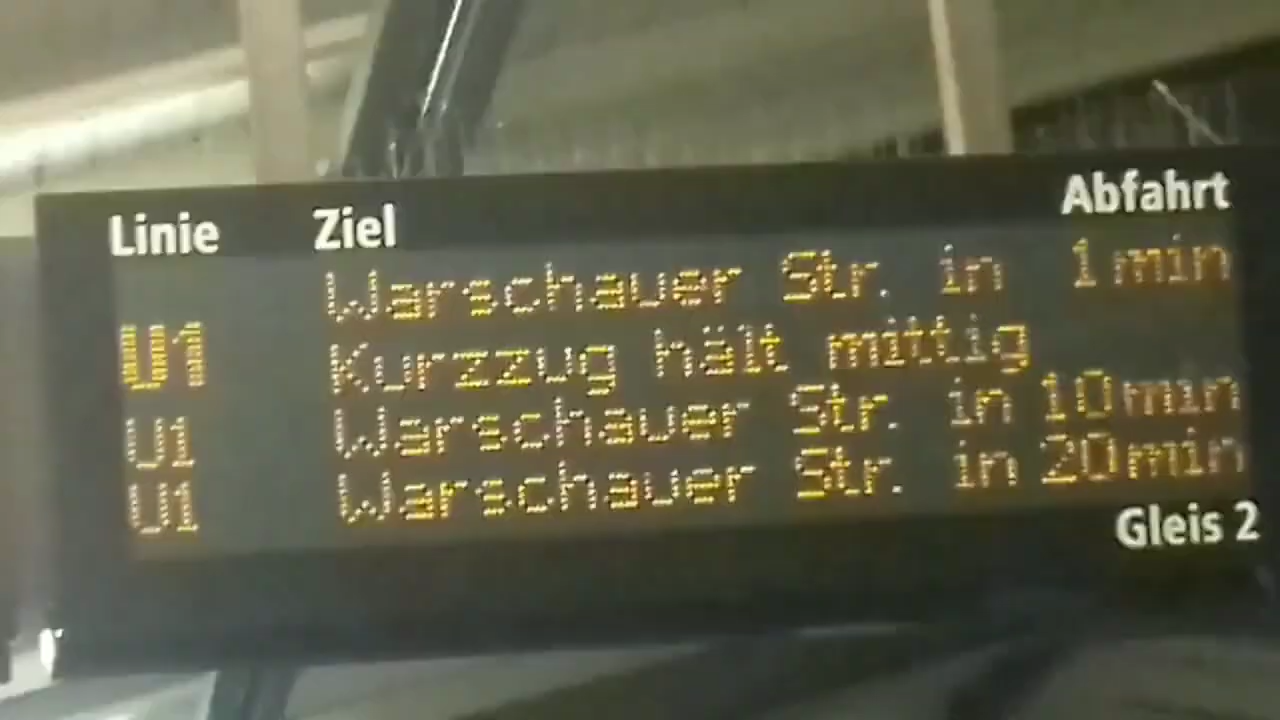 Linie Ziel Abfahrt
Warschauer Str. in 1 min
U1 Kurzzug hält mittig
U1 Warschauer Str. in 10 min
U1 Warschauer Str. in 20 min
Gleis 2